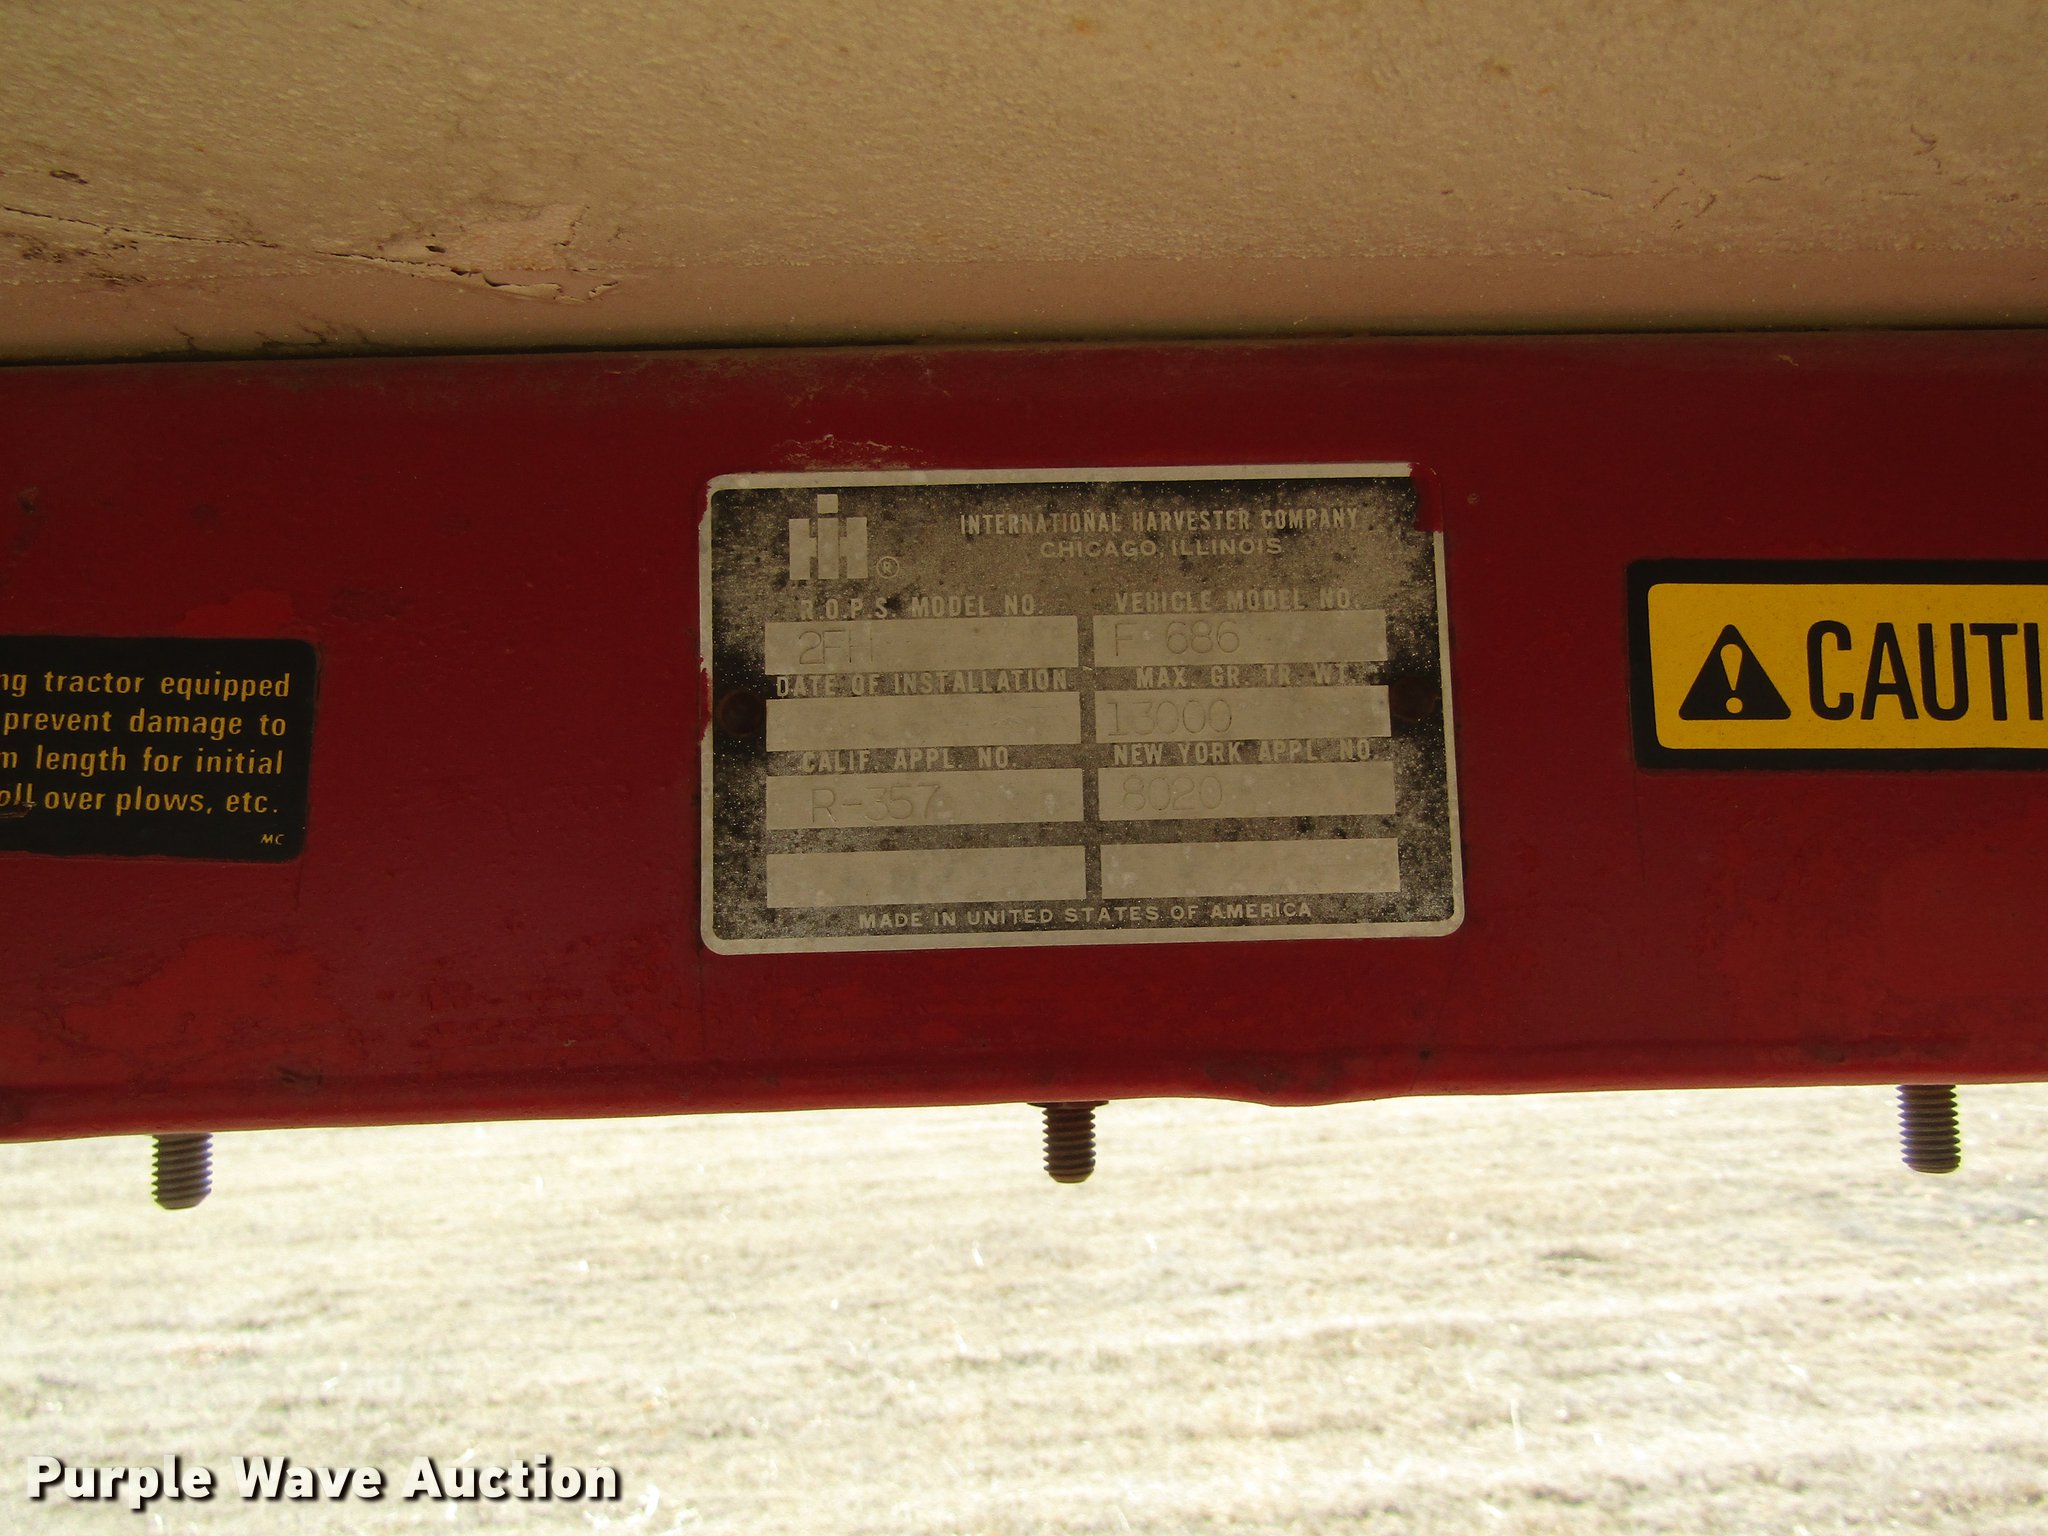 IH ®
INTERNATIONAL HARVESTER COMPANY
CHICAGO, ILLINOIS
R.O.P.S. MODEL NO. VEHICLE MODEL NO.
2FH F 686
DATE OF INSTALLATION MAX. GR. TR. WT.
13000
CALIF. APPL. NO. NEW YORK APPL. NO.
R-357 8020
MADE IN UNITED STATES OF AMERICA
ng tractor equipped
prevent damage to
m length for initial
oll over plows, etc.
MC
CAUTI
Purple Wave Auction